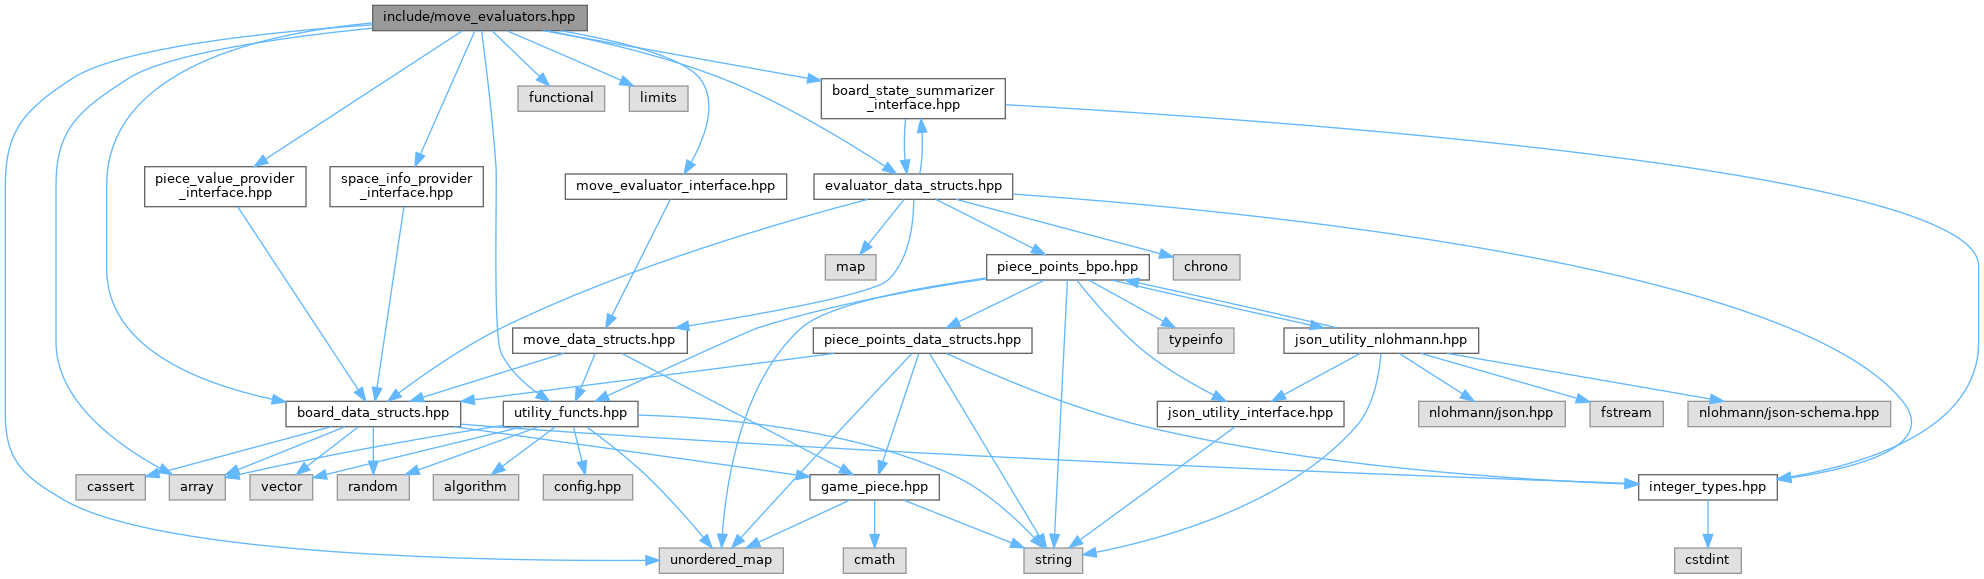 include/move_evaluators.hpp
board_state_summarizer
_interface.hpp
functional
limits
piece_value_provider
_interface.hpp
space_info_provider
_interface.hpp
move_evaluator_interface.hpp
evaluator_data_structs.hpp
map
piece_points_bpo.hpp
chrono
move_data_structs.hpp
piece_points_data_structs.hpp
typeinfo
json_utility_nlohmann.hpp
board_data_structs.hpp
utility_functs.hpp
json_utility_interface.hpp
nlohmann/json.hpp
fstream
nlohmann/json-schema.hpp
cassert
array
vector
random
algorithm
config.hpp
game_piece.hpp
integer_types.hpp
unordered_map
cmath
string
cstdint